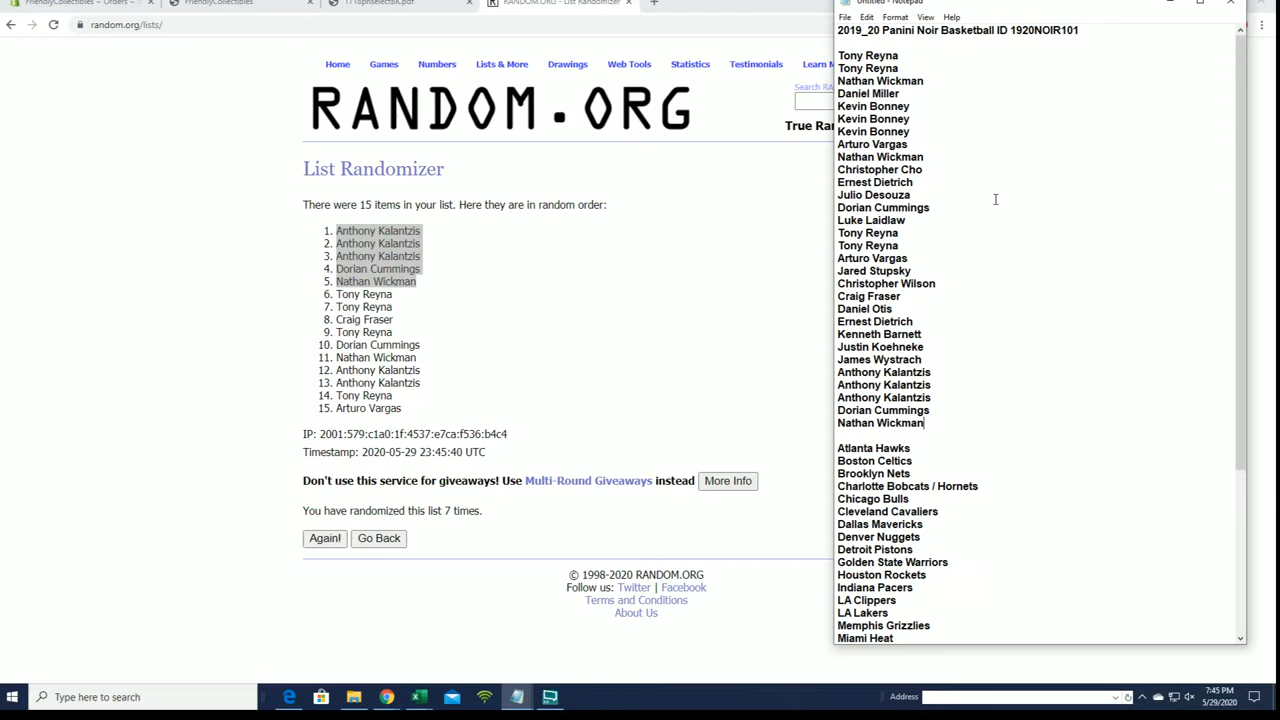 FriendlyCollectibles ~ Orders ~
FriendlyCollectibles
1718phnselectBK.pdf
RANDOM.ORG - List Randomizer
Untitled - Notepad
random.org/lists/
File Edit Format View Help
2019_20 Panini Noir Basketball ID 1920NOIR101
Home Games Numbers Lists & More Drawings Web Tools Statistics Testimonials Learn M
Search RA
RANDOM.ORG
True Ran
List Randomizer
There were 15 items in your list. Here they are in random order:
1. Anthony Kalantzis
2. Anthony Kalantzis
3. Anthony Kalantzis
4. Dorian Cummings
5. Nathan Wickman
6. Tony Reyna
7. Tony Reyna
8. Craig Fraser
9. Tony Reyna
10. Dorian Cummings
11. Nathan Wickman
12. Anthony Kalantzis
13. Anthony Kalantzis
14. Tony Reyna
15. Arturo Vargas
IP: 2001:579:c1a0:1f:4537:e7ca:f536:b4c4
Timestamp: 2020-05-29 23:45:40 UTC
Don't use this service for giveaways! Use Multi-Round Giveaways instead More Info
You have randomized this list 7 times.
Again! Go Back
© 1998-2020 RANDOM.ORG
Follow us: Twitter | Facebook
Terms and Conditions
About Us
Tony Reyna
Tony Reyna
Nathan Wickman
Daniel Miller
Kevin Bonney
Kevin Bonney
Kevin Bonney
Arturo Vargas
Nathan Wickman
Christopher Cho
Ernest Dietrich
Julio Desouza
Dorian Cummings
Luke Laidlaw
Tony Reyna
Tony Reyna
Arturo Vargas
Jared Stupsky
Christopher Wilson
Craig Fraser
Daniel Otis
Ernest Dietrich
Kenneth Barnett
Justin Koehneke
James Wystrach
Anthony Kalantzis
Anthony Kalantzis
Anthony Kalantzis
Dorian Cummings
Nathan Wickman
Atlanta Hawks
Boston Celtics
Brooklyn Nets
Charlotte Bobcats / Hornets
Chicago Bulls
Cleveland Cavaliers
Dallas Mavericks
Denver Nuggets
Detroit Pistons
Golden State Warriors
Houston Rockets
Indiana Pacers
LA Clippers
LA Lakers
Memphis Grizzlies
Miami Heat
Type here to search
Address
7:45 PM
5/29/2020